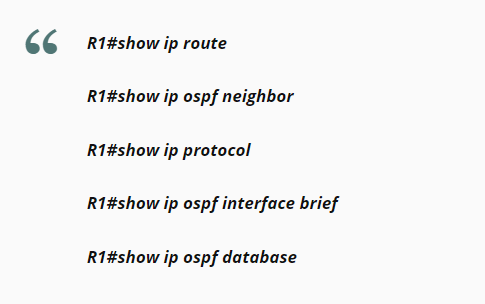 R1#show ip route
R1#show ip ospf neighbor
R1#show ip protocol
R1#show ip ospf interface brief
R1#show ip ospf database